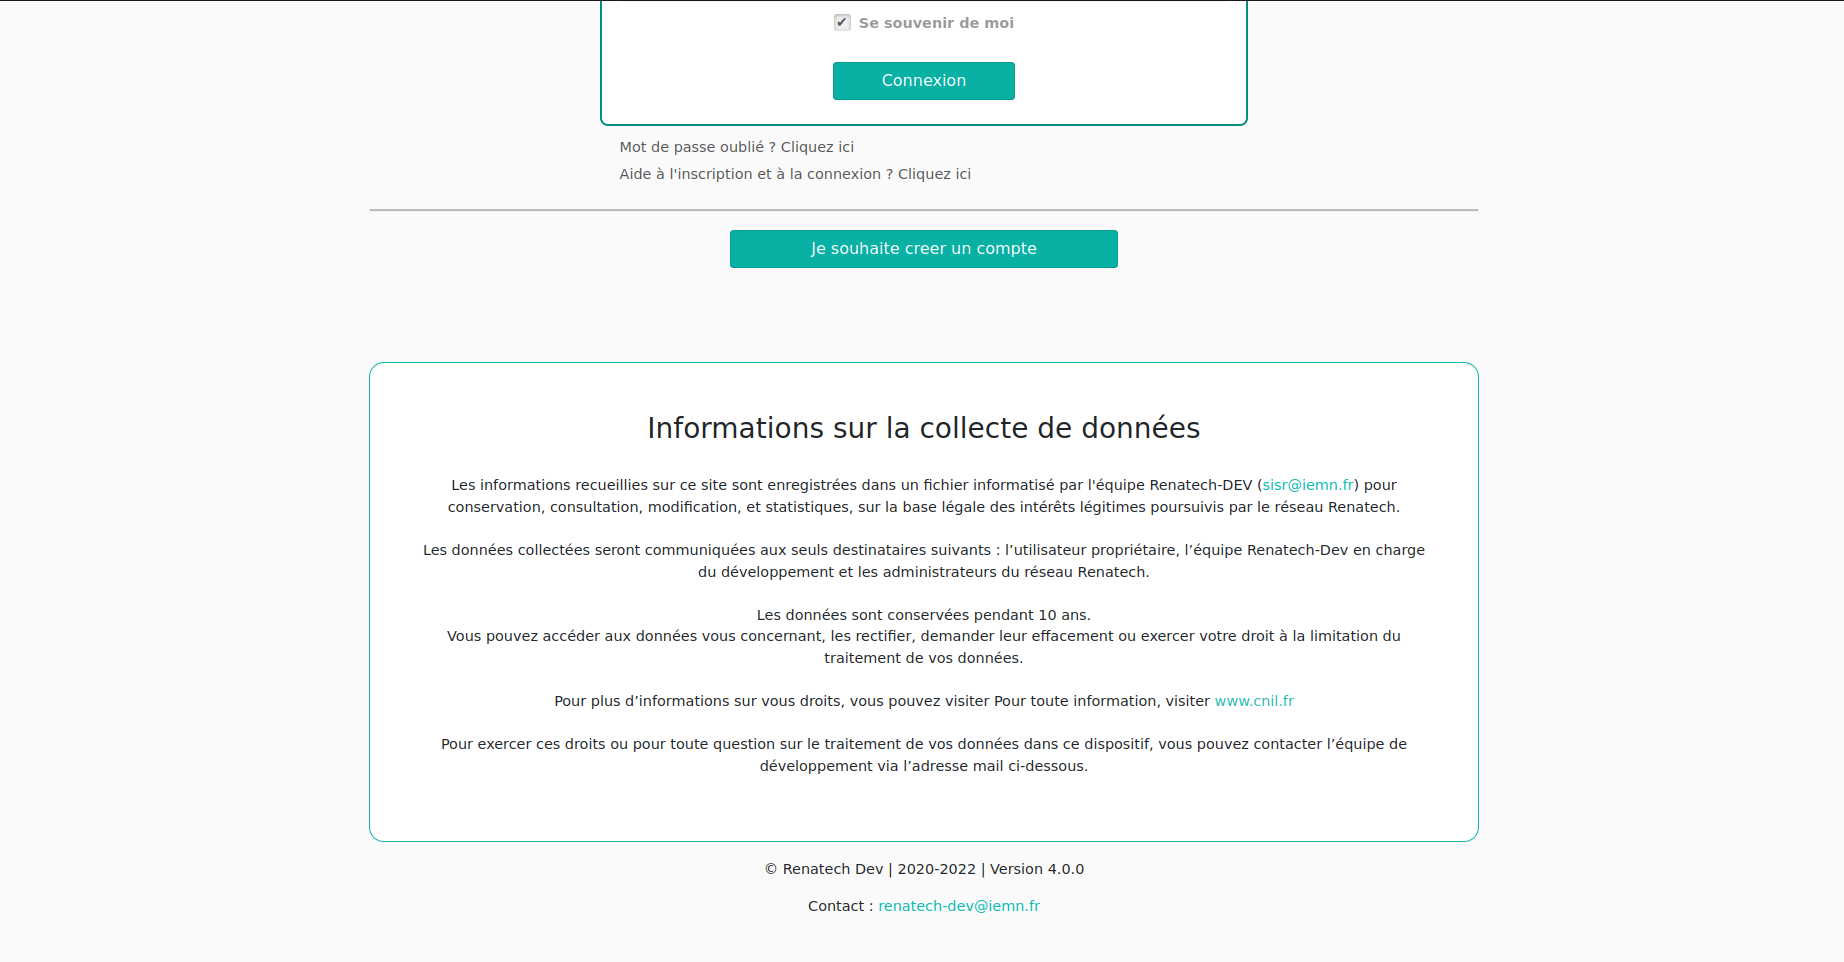 Se souvenir de moi
Connexion
Mot de passe oublié ? Cliquez ici
Aide à l'inscription et à la connexion ? Cliquez ici
Je souhaite creer un compte
Informations sur la collecte de données
Les informations recueillies sur ce site sont enregistrées dans un fichier informatisé par l'équipe Renatech-DEV (sisr@iemn.fr) pour
conservation, consultation, modification, et statistiques, sur la base légale des intérêts légitimes poursuivis par le réseau Renatech.
Les données collectées seront communiquées aux seuls destinataires suivants : l’utilisateur propriétaire, l’équipe Renatech-Dev en charge
du développement et les administrateurs du réseau Renatech.
Les données sont conservées pendant 10 ans.
Vous pouvez accéder aux données vous concernant, les rectifier, demander leur effacement ou exercer votre droit à la limitation du
traitement de vos données.
Pour plus d’informations sur vous droits, vous pouvez visiter Pour toute information, visiter www.cnil.fr
Pour exercer ces droits ou pour toute question sur le traitement de vos données dans ce dispositif, vous pouvez contacter l’équipe de
développement via l’adresse mail ci-dessous.
© Renatech Dev | 2020-2022 | Version 4.0.0
Contact : renatech-dev@iemn.fr